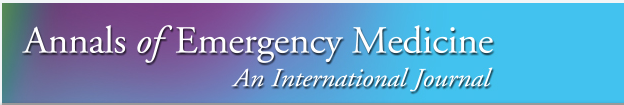 Annals of Emergency Medicine
An International Journal